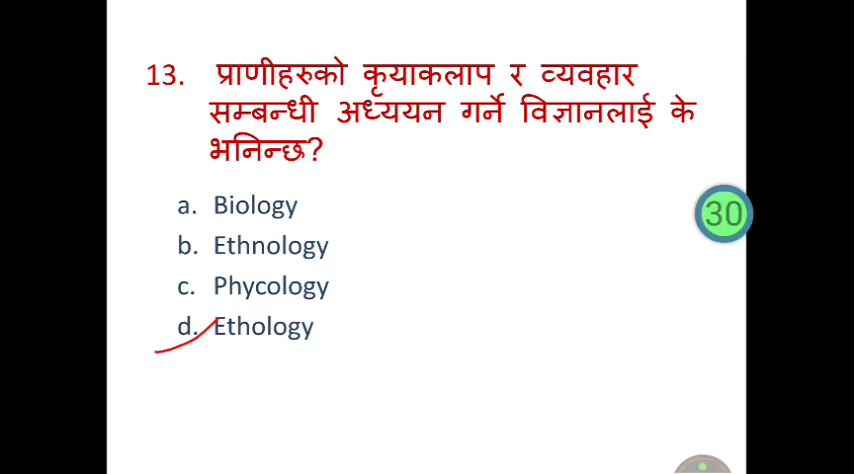 13. प्राणीहरुको कृयाकलाप र व्यवहार
सम्बन्धी अध्ययन गर्ने विज्ञानलाई के
भनिन्छ?
a. Biology
30
b. Ethnology
c. Phycology
d. Ethology